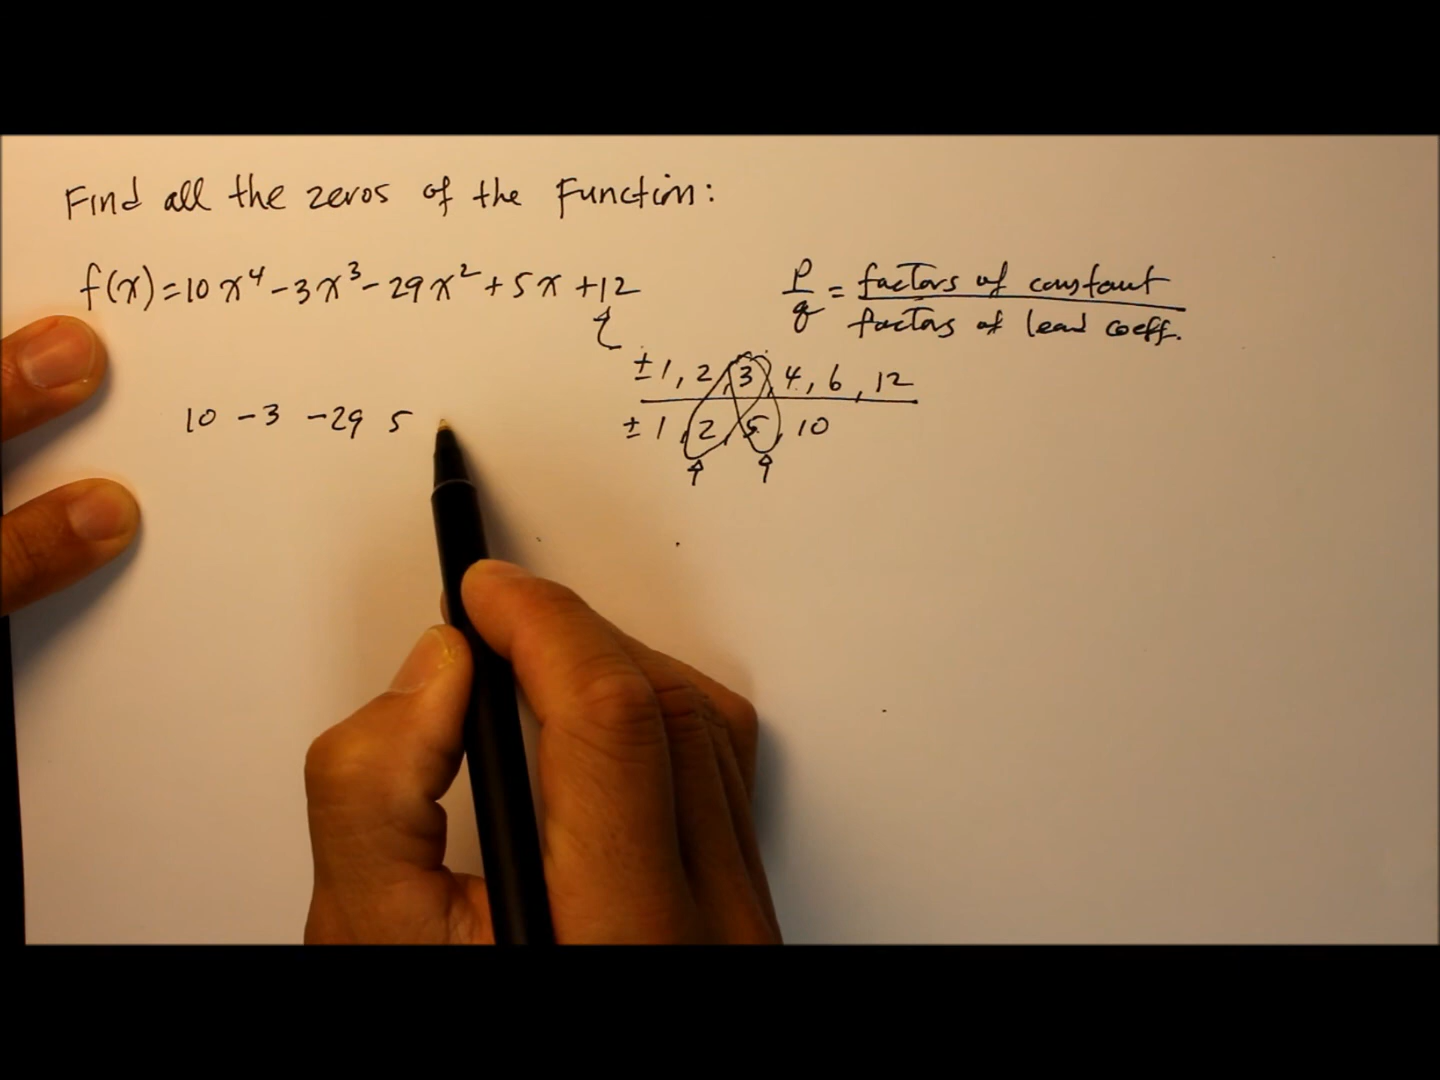 Find all the zeros of the Function:
f(x)=10x⁴-3x³-29x²+5x+12
P/q = factors of constant / factors of lead coeff.
±1, 2, 3, 4, 6, 12
±1, 2, 5, 10
10 -3 -29 5